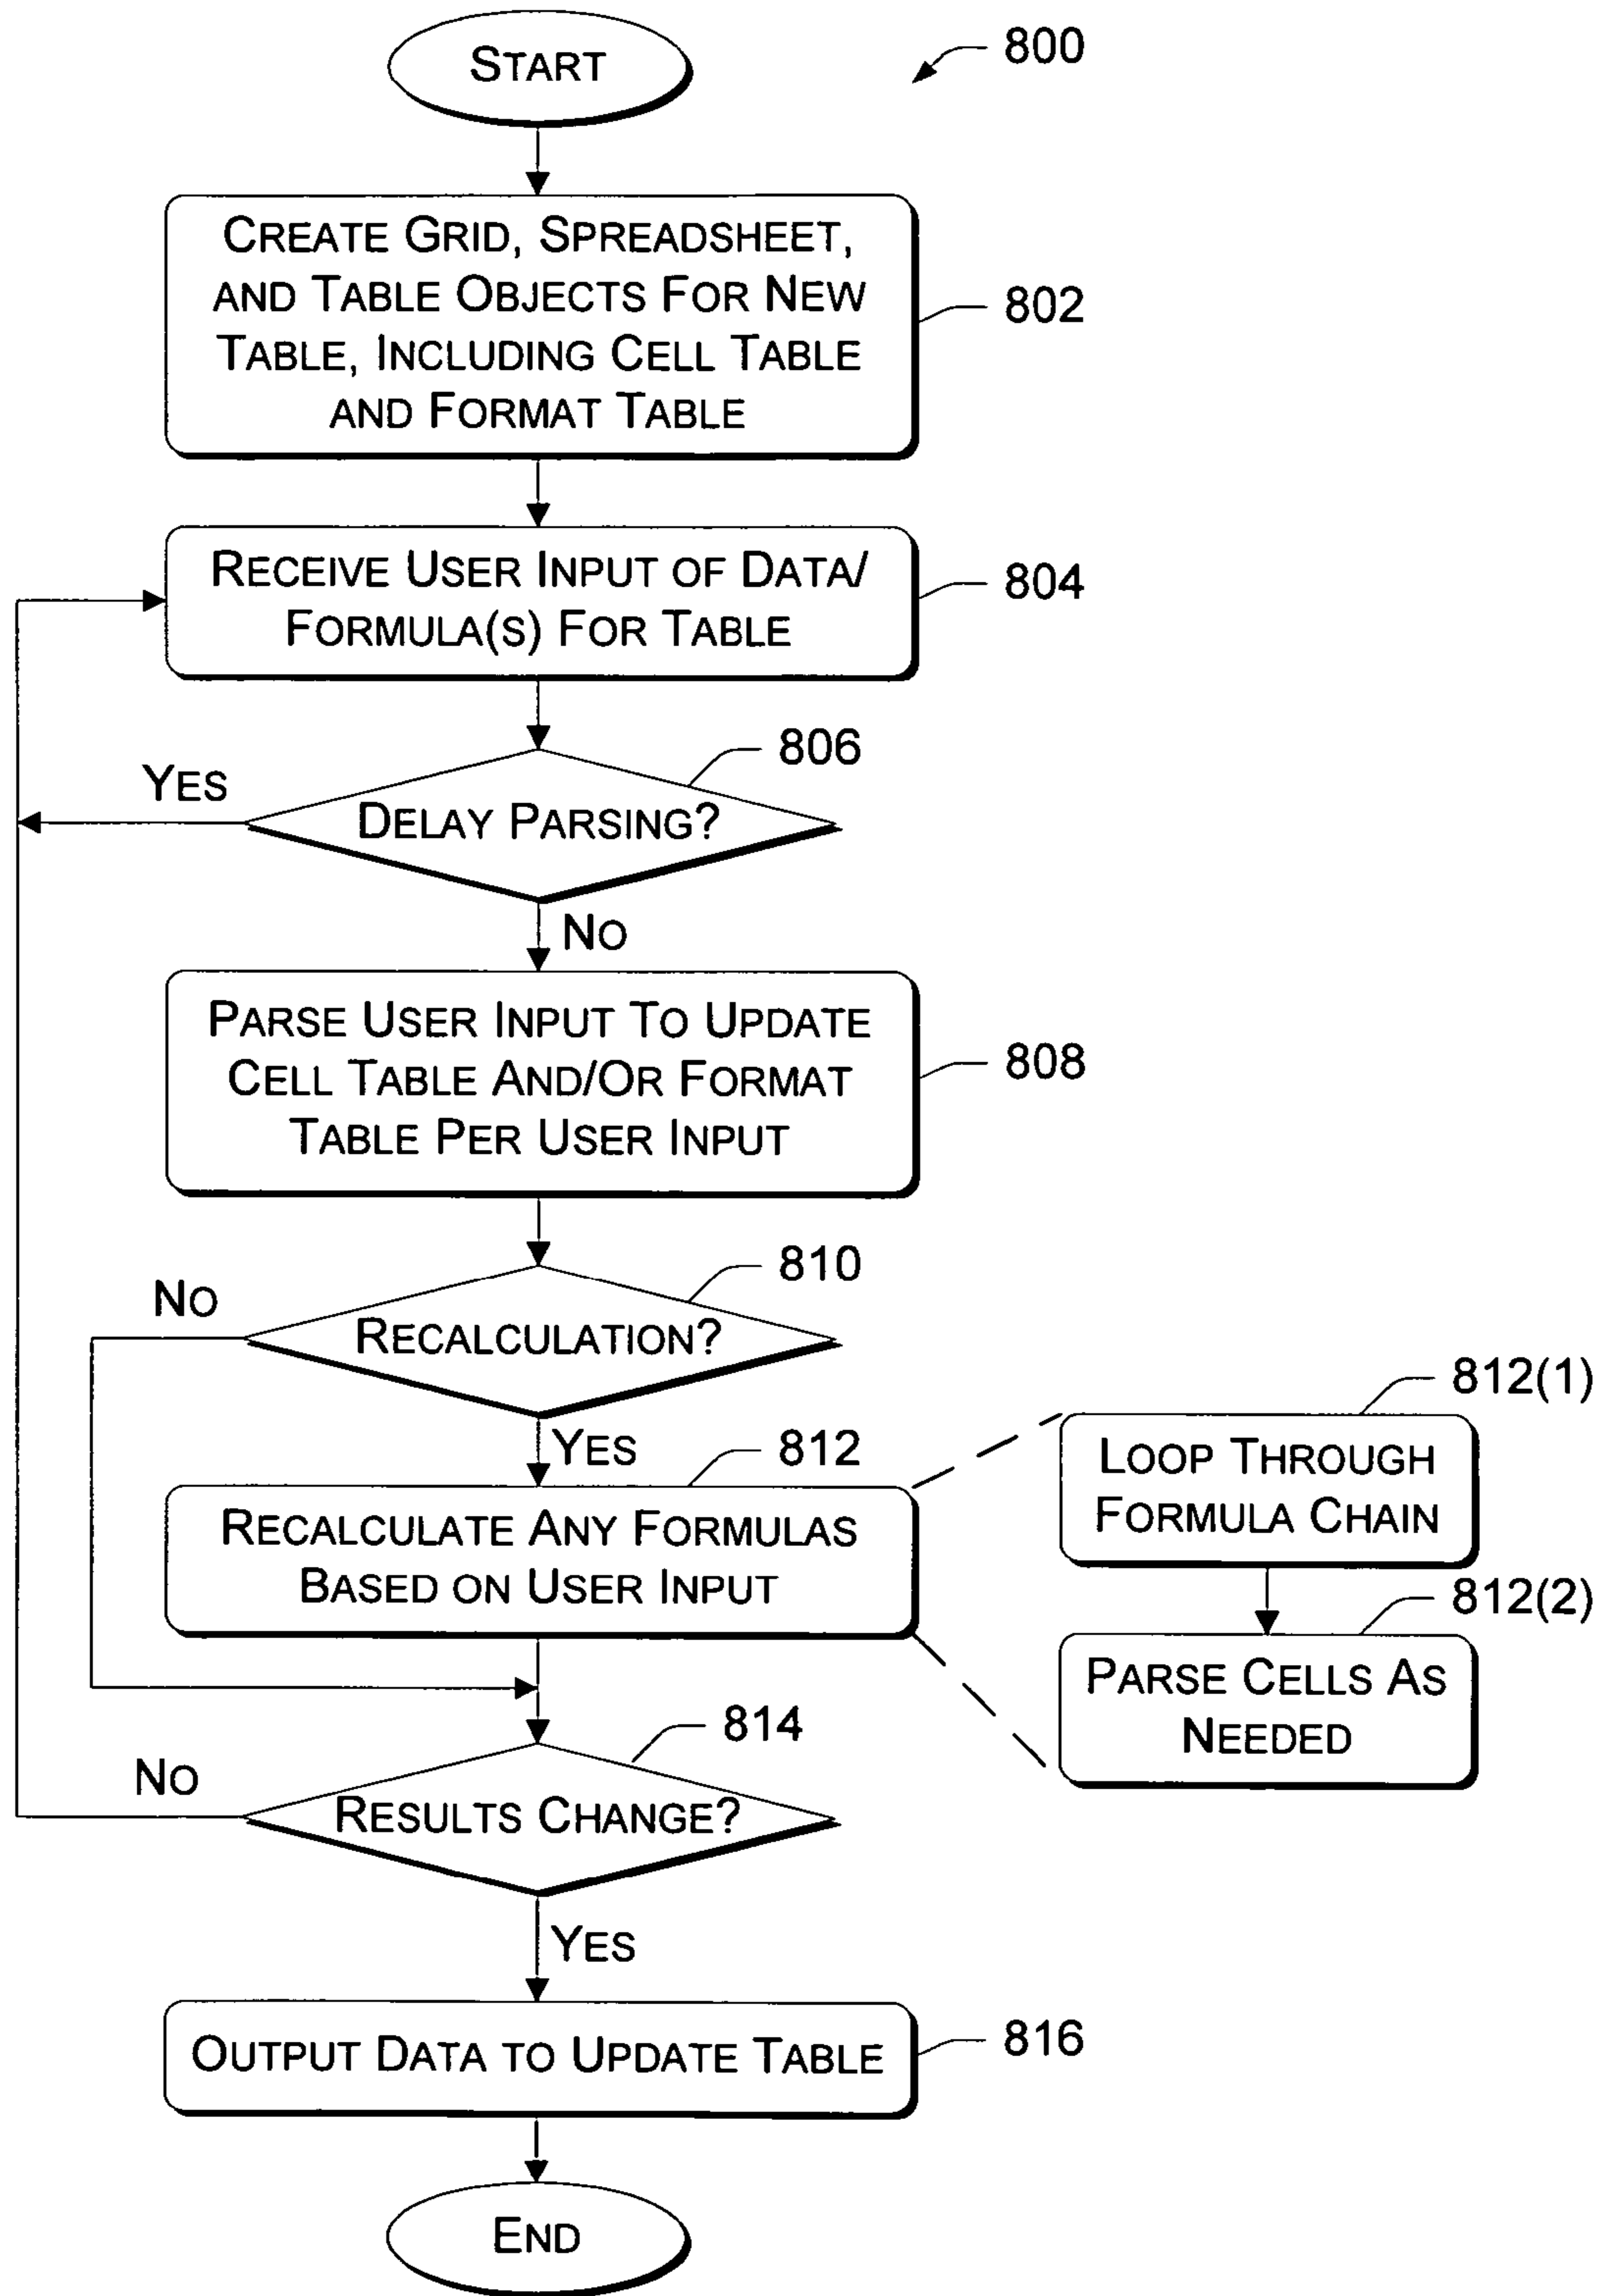 START
800
CREATE GRID, SPREADSHEET,
AND TABLE OBJECTS FOR NEW
TABLE, INCLUDING CELL TABLE
AND FORMAT TABLE
802
RECEIVE USER INPUT OF DATA/
FORMULA(S) FOR TABLE
804
806
YES
DELAY PARSING?
NO
PARSE USER INPUT TO UPDATE
CELL TABLE AND/OR FORMAT
TABLE PER USER INPUT
808
810
NO
RECALCULATION?
YES
812
RECALCULATE ANY FORMULAS
BASED ON USER INPUT
812(1)
LOOP THROUGH
FORMULA CHAIN
812(2)
PARSE CELLS AS
NEEDED
814
NO
RESULTS CHANGE?
YES
OUTPUT DATA TO UPDATE TABLE
816
END